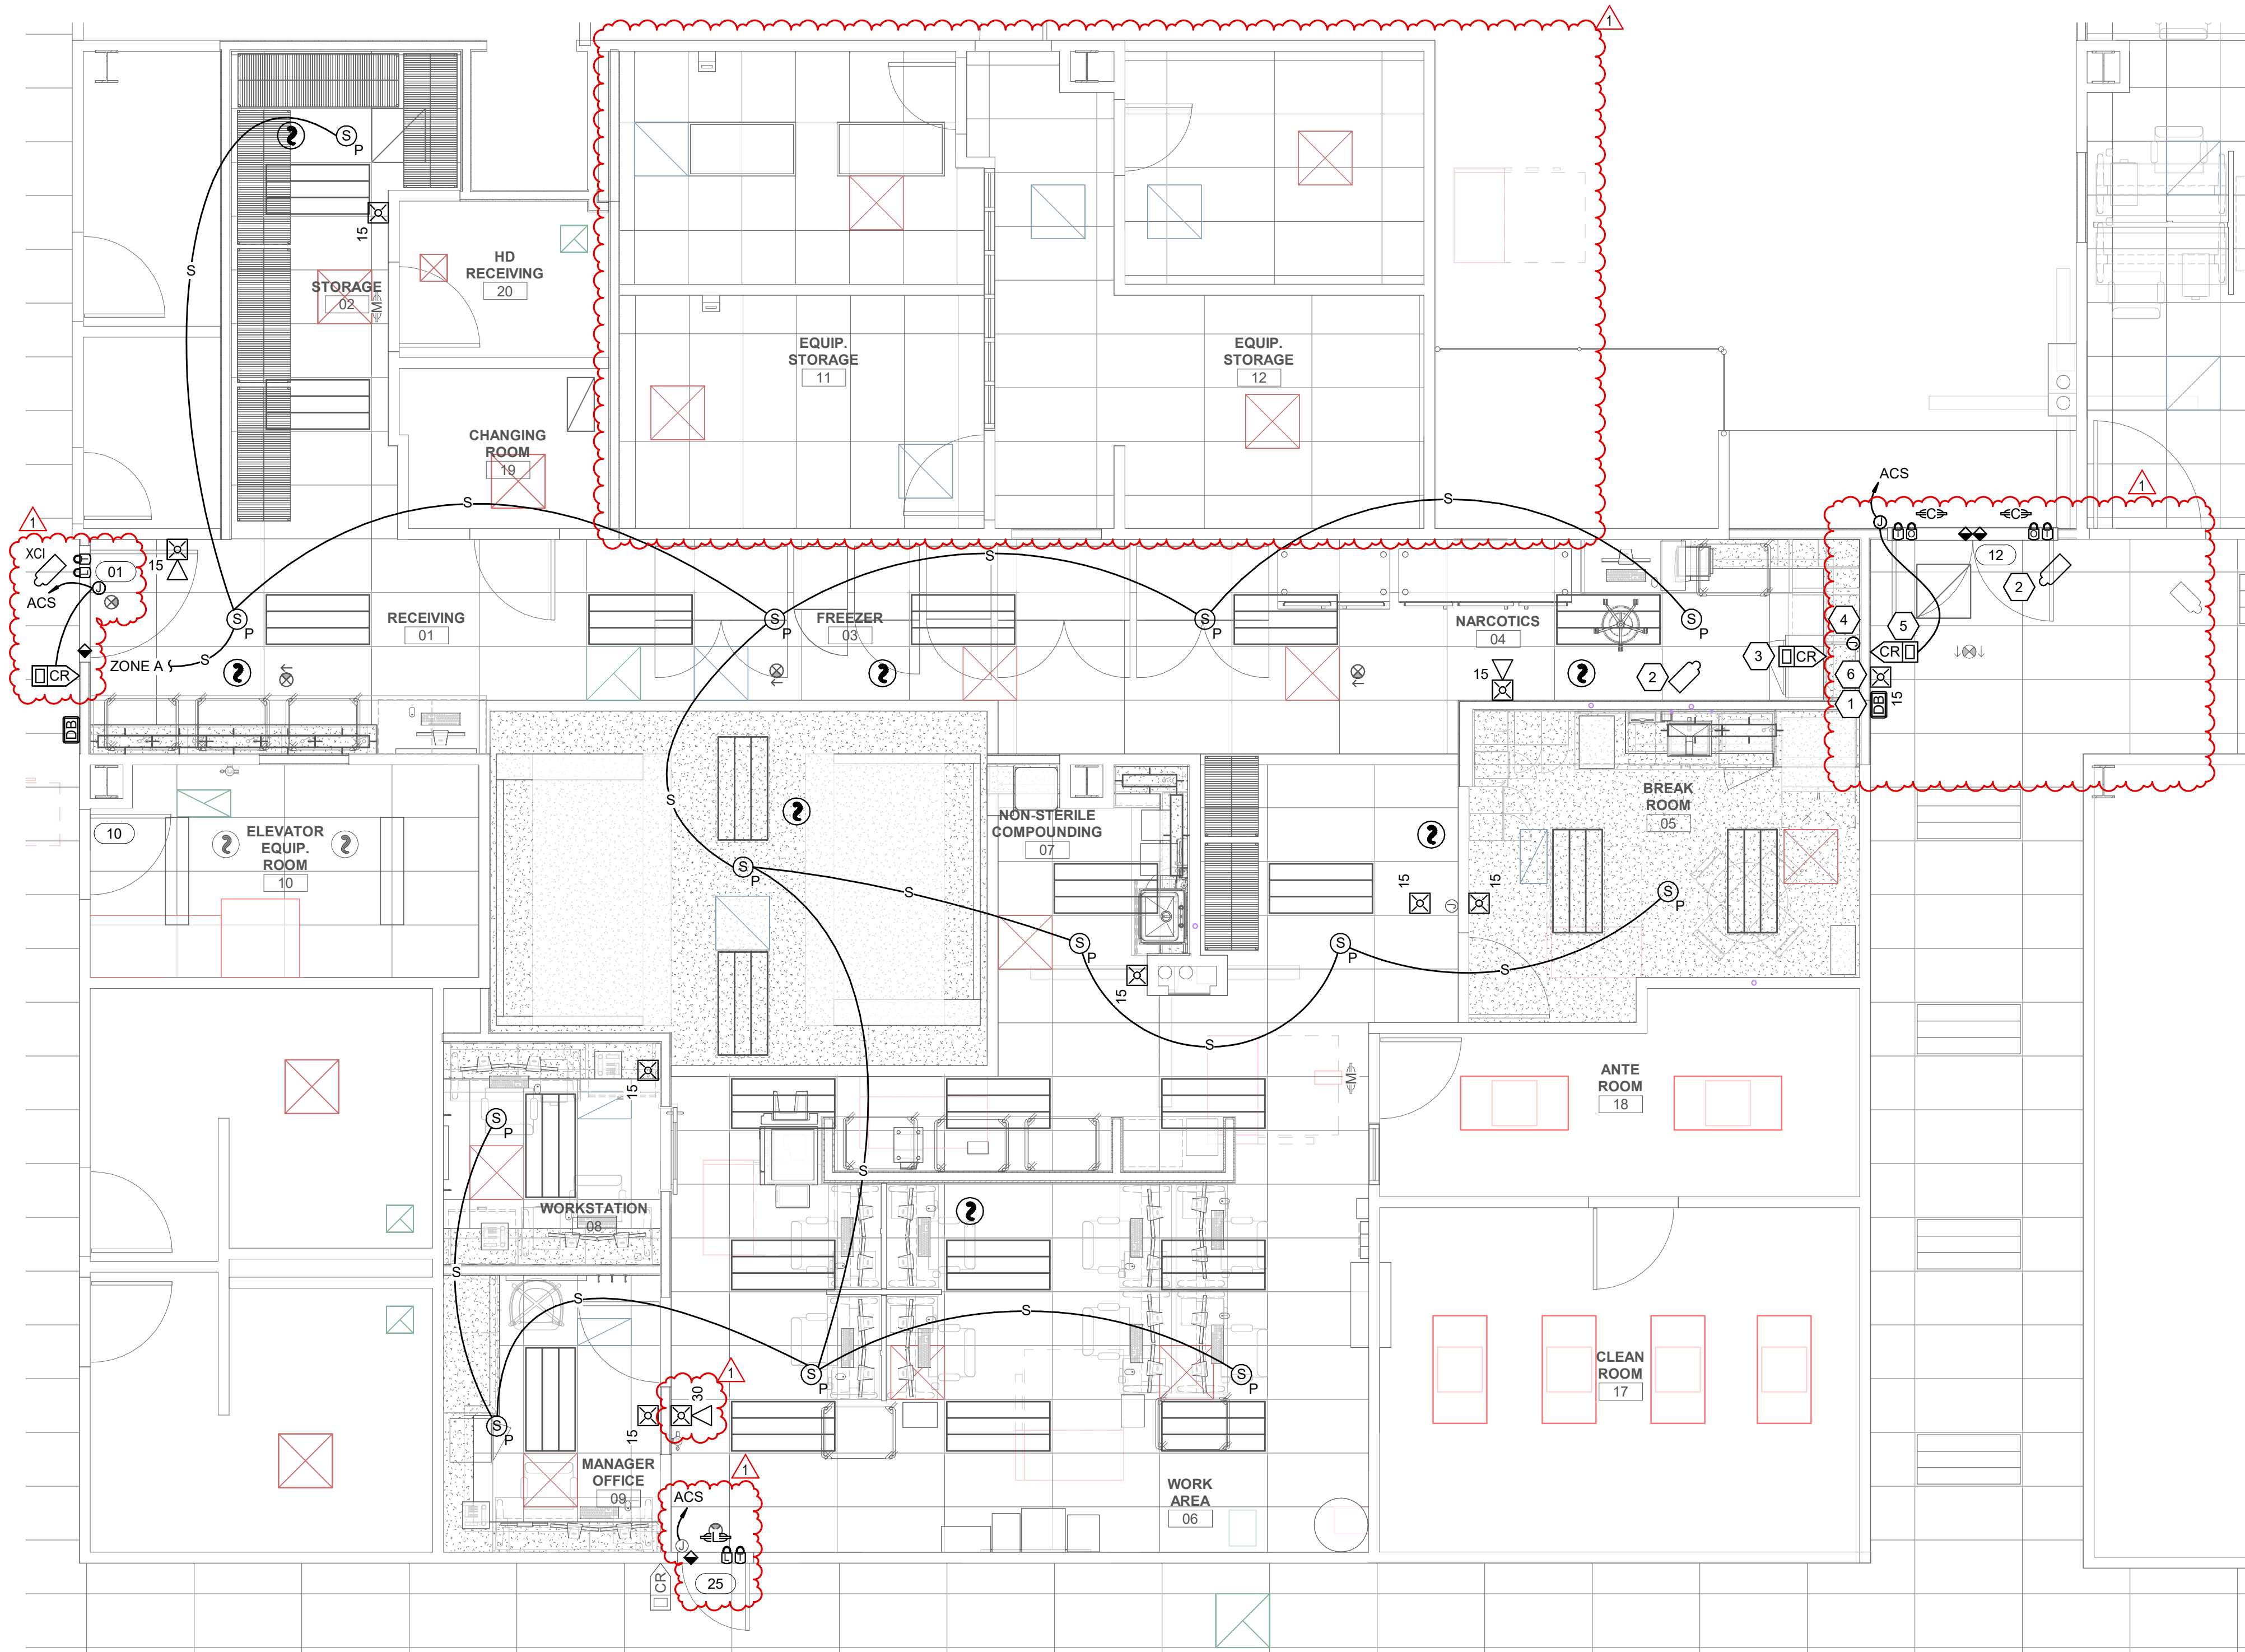 1
S
P
S
15
HD
RECEIVING
20
STORAGE
02
M
EQUIP.
STORAGE
11
EQUIP.
STORAGE
12
CHANGING
ROOM
19
S
S
ACS
1
C
C
J
T O
O T
12
2
1
XCI
01
J
ACS
15
S
S
P
RECEIVING
01
S
P
FREEZER
03
S
P
NARCOTICS
04
S
P
4
5
J
ZONE A
S
CR
DB
15
2
3
CR
CR
6
1
DB
15
10
ELEVATOR
EQUIP.
ROOM
10
S
NON-STERILE
COMPOUNDING
07
BREAK
ROOM
05
S
P
S
15
J
15
S
P
S
P
S
P
S
15
S
15
M
ANTE
ROOM
18
S
P
S
WORKSTATION
08
S
S
S
S
P
S
P
S
P
CLEAN
ROOM
17
1
30
15
MANAGER
OFFICE
09
1
ACS
L
J
L T
25
CR
WORK
AREA
06